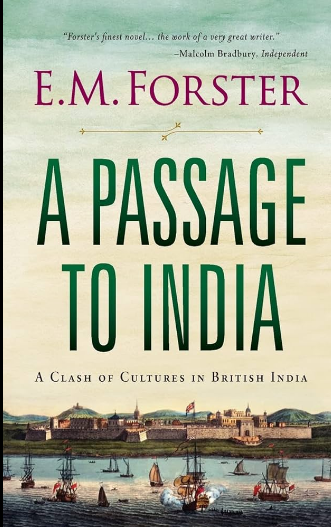 "Forster's finest novel... the work of a very great writer."
–Malcolm Bradbury, Independent
E.M. FORSTER
A PASSAGE
TO INDIA
A CLASH OF CULTURES IN BRITISH INDIA